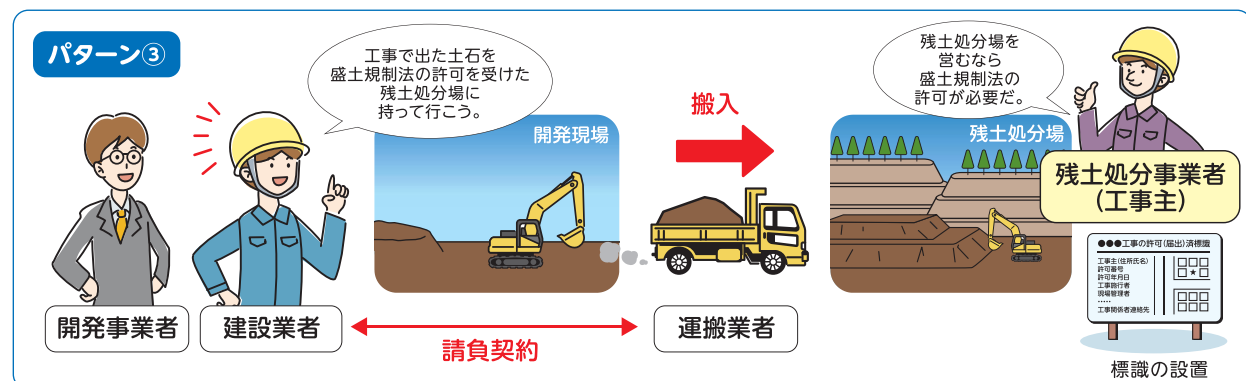 パターン③
工事で出た土石を
盛土規制法の許可を受けた
残土処分場に
持って行こう。
開発現場
搬入
残土処分場を
営むなら
盛土規制法の
許可が必要だ。
残土処分場
残土処分事業者
(工事主)
●●●工事の許可(届出)済標識
工事主(住所氏名)
許可番号
許可年月日
工事施行者
現場管理者
‥‥‥
工事関係者連絡先
★
標識の設置
開発事業者
建設業者
請負契約
運搬業者